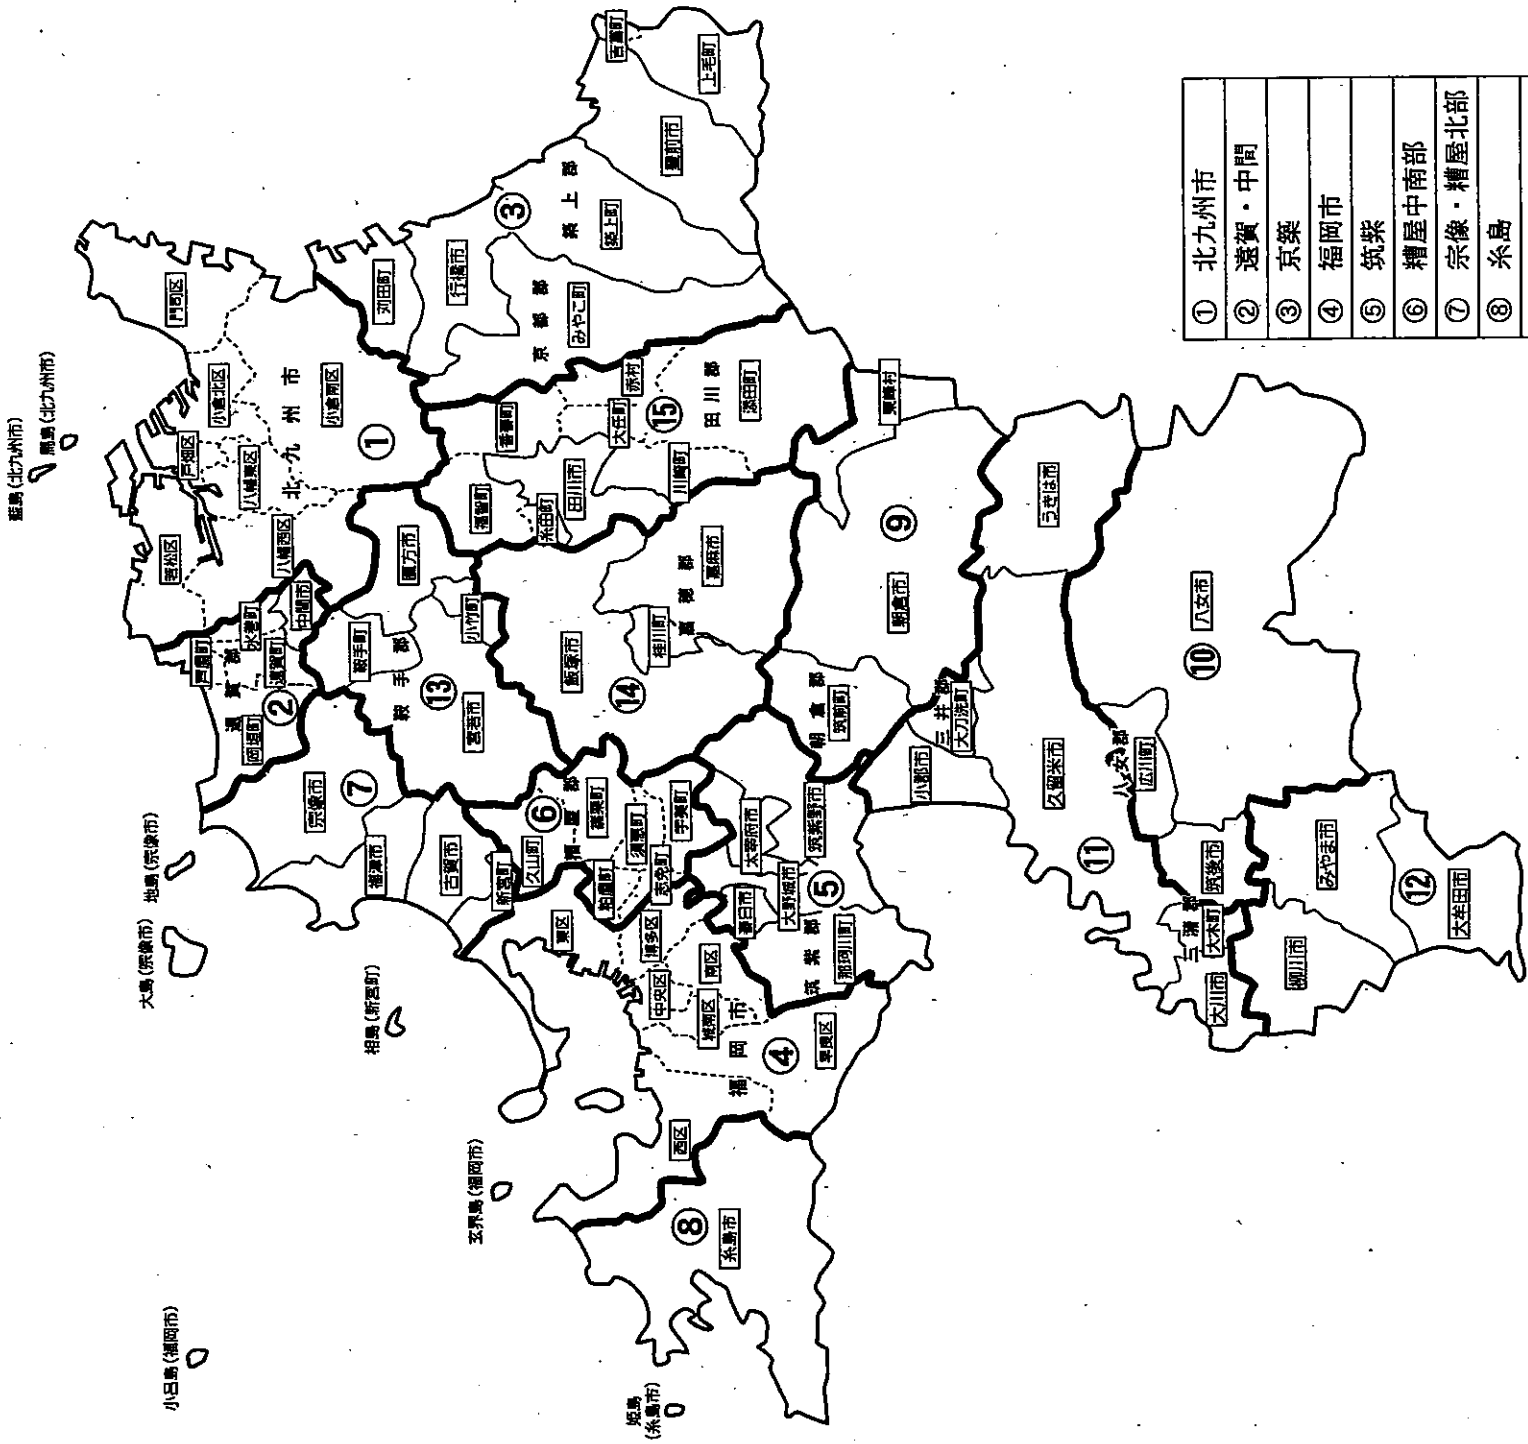 藍島(北九州市)
馬島(北九州市)
地島(宗像市)
大島(宗像市)
相島(新宮町)
玄界島(福岡市)
小呂島(福岡市)
姫島
(糸島市)
門司区
小倉北区
戸畑区
若松区
八幡東区
八幡西区
小倉南区
北九州市
①
芦屋町
水巻町
中間市
遠賀町
岡垣町
遠賀郡
②
苅田町
行橋市
みやこ町
京都郡
③
築上郡
築上町
豊前市
吉富町
上毛町
宗像市
福津市
古賀市
新宮町
⑦
久山町
篠栗町
粕屋町
須恵町
志免町
宇美町
⑥
東区
博多区
中央区
南区
城南区
早良区
西区
福岡市
④
太宰府市
筑紫野市
大野城市
春日市
那珂川町
筑紫郡
⑤
糸島市
⑧
直方市
鞍手町
小竹町
宮若市
鞍手郡
⑬
飯塚市
桂川町
嘉麻市
嘉穂郡
⑭
香春町
福智町
糸田町
田川市
大任町
赤村
川崎町
添田町
田川郡
⑮
東峰村
朝倉市
筑前町
朝倉郡
⑨
うきは市
小郡市
三井郡
大刀洗町
久留米市
大川市
大木町
三潴郡
⑪
八女市
八女郡
広川町
筑後市
⑩
みやま市
柳川市
大牟田市
⑫
① 北九州市
② 遠賀・中間
③ 京築
④ 福岡市
⑤ 筑紫
⑥ 糟屋中南部
⑦ 宗像・糟屋北部
⑧ 糸島